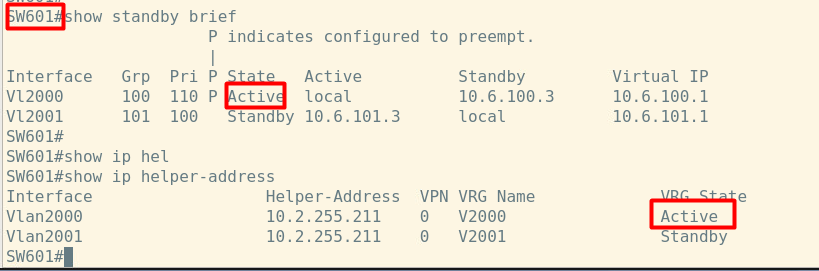 SW601#
SW601#show standby brief
                     P indicates configured to preempt.
                     |
Interface   Grp  Pri P State   Active          Standby         Virtual IP
Vl2000      100  110 P Active  local           10.6.100.3      10.6.100.1
Vl2001      101  100   Standby 10.6.101.3      local           10.6.101.1
SW601#
SW601#show ip hel
SW601#show ip helper-address
Interface                  Helper-Address  VPN VRG Name             VRG State
Vlan2000                   10.2.255.211    0   V2000                Active
Vlan2001                   10.2.255.211    0   V2001                Standby
SW601#